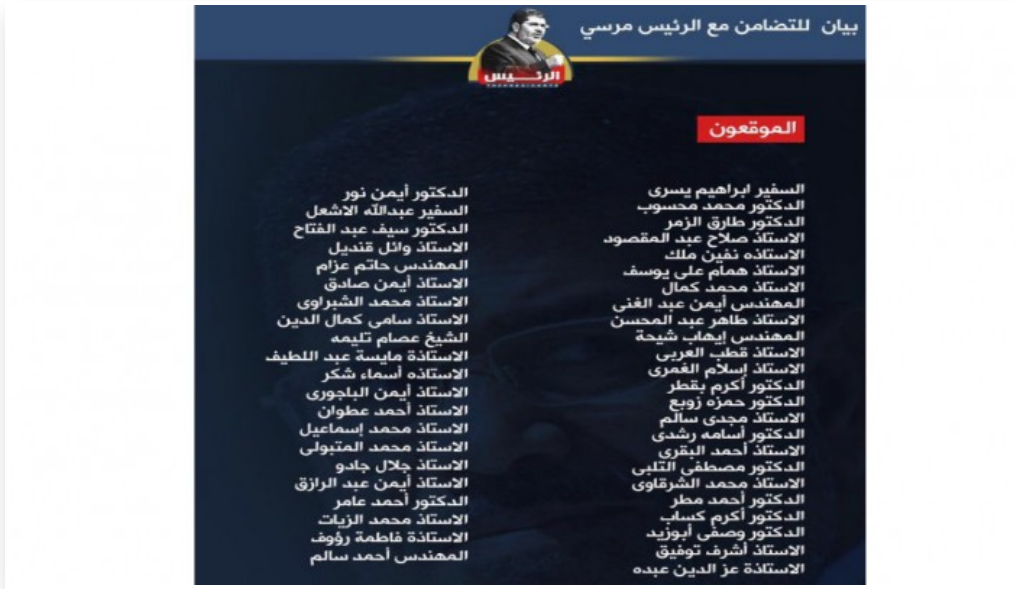 بيان للتضامن مع الرئيس مرسي
الرئيس
الموقعون
السفير ابراهيم يسرى
الدكتور محمد محسوب
الدكتور طارق الزمر
الاستاذ صلاح عبد المقصود
الاستاذه نفين ملك
الاستاذ همام على يوسف
الاستاذ محمد كمال
المهندس أيمن عبد الغنى
الاستاذ طاهر عبد المحسن
المهندس إيهاب شيحة
الاستاذ قطب العربى
الاستاذ إسلام الغمرى
الدكتور أكرم بقطر
الدكتور حمزه زوبع
الاستاذ مجدى سالم
الدكتور أسامه رشدى
الاستاذ أحمد البقرى
الدكتور مصطفى التلبى
الاستاذ محمد الشرقاوى
الدكتور أحمد مطر
الدكتور أكرم كساب
الدكتور وصفى أبوزيد
الاستاذ أشرف توفيق
الاستاذة عز الدين عبده
الدكتور أيمن نور
السفير عبدالله الاشعل
الدكتور سيف عبد الفتاح
الاستاذ وائل قنديل
المهندس حاتم عزام
الاستاذ أيمن صادق
الاستاذ محمد الشبراوى
الاستاذ سامى كمال الدين
الشيخ عصام تليمه
الاستاذة مايسة عبد اللطيف
الاستاذه أسماء شكر
الاستاذ أيمن الباجورى
الاستاذ أحمد عطوان
الاستاذ محمد إسماعيل
الاستاذ محمد المتبولى
الاستاذ جلال جادو
الاستاذ أيمن عبد الرازق
الدكتور أحمد عامر
الاستاذ محمد الزيات
الاستاذة فاطمة رؤوف
المهندس أحمد سالم